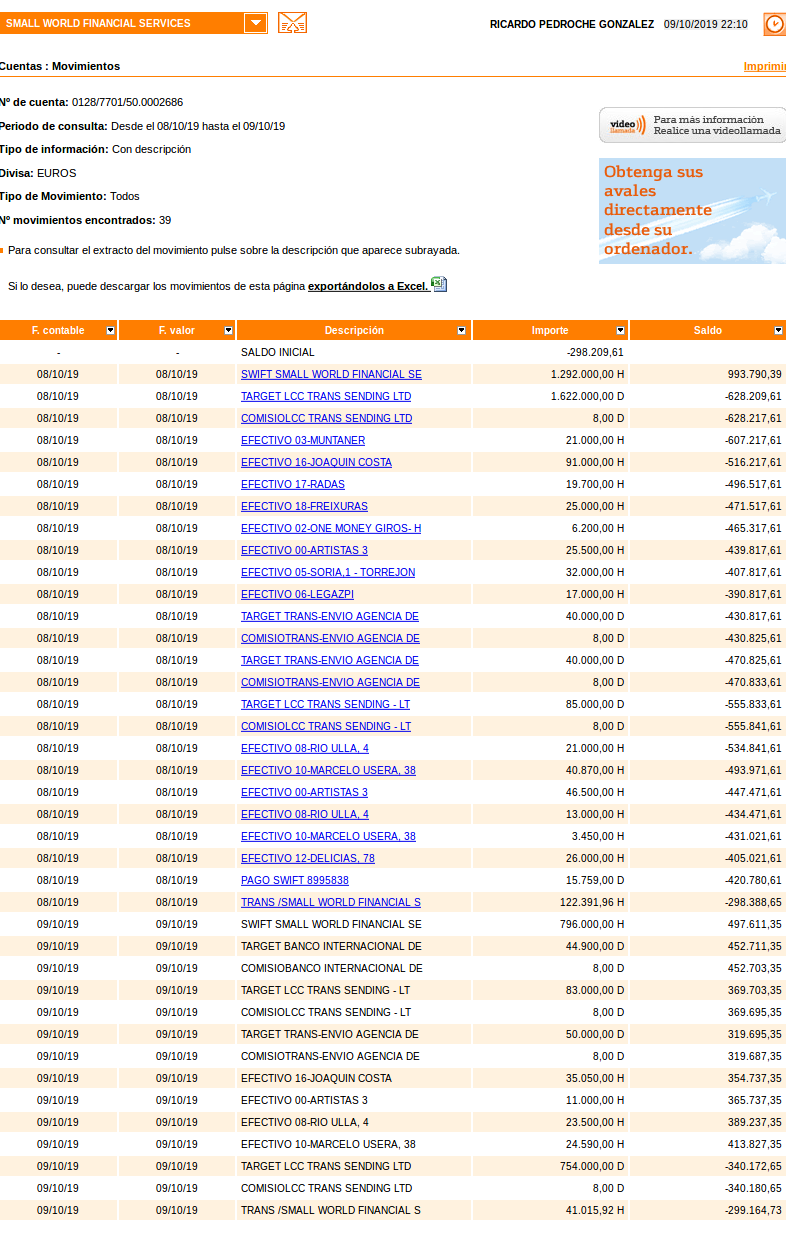 SMALL WORLD FINANCIAL SERVICES
RICARDO PEDROCHE GONZALEZ 09/10/2019 22:10
Cuentas : Movimientos Imprimir
Nº de cuenta: 0128/7701/50.0002686
Periodo de consulta: Desde el 08/10/19 hasta el 09/10/19
Tipo de información: Con descripción
Divisa: EUROS
Tipo de Movimiento: Todos
Nº movimientos encontrados: 39
video llamada
Para más información
Realice una videollamada
Obtenga sus
avales
directamente
desde su
ordenador.
Para consultar el extracto del movimiento pulse sobre la descripción que aparece subrayada.
Si lo desea, puede descargar los movimientos de esta página exportándolos a Excel.
F. contable F. valor Descripción Importe Saldo
- - SALDO INICIAL -298.209,61
08/10/19 08/10/19 SWIFT SMALL WORLD FINANCIAL SE 1.292.000,00 H 993.790,39
08/10/19 08/10/19 TARGET LCC TRANS SENDING LTD 1.622.000,00 D -628.209,61
08/10/19 08/10/19 COMISIOLCC TRANS SENDING LTD 8,00 D -628.217,61
08/10/19 08/10/19 EFECTIVO 03-MUNTANER 21.000,00 H -607.217,61
08/10/19 08/10/19 EFECTIVO 16-JOAQUIN COSTA 91.000,00 H -516.217,61
08/10/19 08/10/19 EFECTIVO 17-RADAS 19.700,00 H -496.517,61
08/10/19 08/10/19 EFECTIVO 18-FREIXURAS 25.000,00 H -471.517,61
08/10/19 08/10/19 EFECTIVO 02-ONE MONEY GIROS- H 6.200,00 H -465.317,61
08/10/19 08/10/19 EFECTIVO 00-ARTISTAS 3 25.500,00 H -439.817,61
08/10/19 08/10/19 EFECTIVO 05-SORIA,1 - TORREJON 32.000,00 H -407.817,61
08/10/19 08/10/19 EFECTIVO 06-LEGAZPI 17.000,00 H -390.817,61
08/10/19 08/10/19 TARGET TRANS-ENVIO AGENCIA DE 40.000,00 D -430.817,61
08/10/19 08/10/19 COMISIOTRANS-ENVIO AGENCIA DE 8,00 D -430.825,61
08/10/19 08/10/19 TARGET TRANS-ENVIO AGENCIA DE 40.000,00 D -470.825,61
08/10/19 08/10/19 COMISIOTRANS-ENVIO AGENCIA DE 8,00 D -470.833,61
08/10/19 08/10/19 TARGET LCC TRANS SENDING - LT 85.000,00 D -555.833,61
08/10/19 08/10/19 COMISIOLCC TRANS SENDING - LT 8,00 D -555.841,61
08/10/19 08/10/19 EFECTIVO 08-RIO ULLA, 4 21.000,00 H -534.841,61
08/10/19 08/10/19 EFECTIVO 10-MARCELO USERA, 38 40.870,00 H -493.971,61
08/10/19 08/10/19 EFECTIVO 00-ARTISTAS 3 46.500,00 H -447.471,61
08/10/19 08/10/19 EFECTIVO 08-RIO ULLA, 4 13.000,00 H -434.471,61
08/10/19 08/10/19 EFECTIVO 10-MARCELO USERA, 38 3.450,00 H -431.021,61
08/10/19 08/10/19 EFECTIVO 12-DELICIAS, 78 26.000,00 H -405.021,61
08/10/19 08/10/19 PAGO SWIFT 8995838 15.759,00 D -420.780,61
08/10/19 08/10/19 TRANS /SMALL WORLD FINANCIAL S 122.391,96 H -298.388,65
09/10/19 09/10/19 SWIFT SMALL WORLD FINANCIAL SE 796.000,00 H 497.611,35
09/10/19 09/10/19 TARGET BANCO INTERNACIONAL DE 44.900,00 D 452.711,35
09/10/19 09/10/19 COMISIOBANCO INTERNACIONAL DE 8,00 D 452.703,35
09/10/19 09/10/19 TARGET LCC TRANS SENDING - LT 83.000,00 D 369.703,35
09/10/19 09/10/19 COMISIOLCC TRANS SENDING - LT 8,00 D 369.695,35
09/10/19 09/10/19 TARGET TRANS-ENVIO AGENCIA DE 50.000,00 D 319.695,35
09/10/19 09/10/19 COMISIOTRANS-ENVIO AGENCIA DE 8,00 D 319.687,35
09/10/19 09/10/19 EFECTIVO 16-JOAQUIN COSTA 35.050,00 H 354.737,35
09/10/19 09/10/19 EFECTIVO 00-ARTISTAS 3 11.000,00 H 365.737,35
09/10/19 09/10/19 EFECTIVO 08-RIO ULLA, 4 23.500,00 H 389.237,35
09/10/19 09/10/19 EFECTIVO 10-MARCELO USERA, 38 24.590,00 H 413.827,35
09/10/19 09/10/19 TARGET LCC TRANS SENDING LTD 754.000,00 D -340.172,65
09/10/19 09/10/19 COMISIOLCC TRANS SENDING LTD 8,00 D -340.180,65
09/10/19 09/10/19 TRANS /SMALL WORLD FINANCIAL S 41.015,92 H -299.164,73